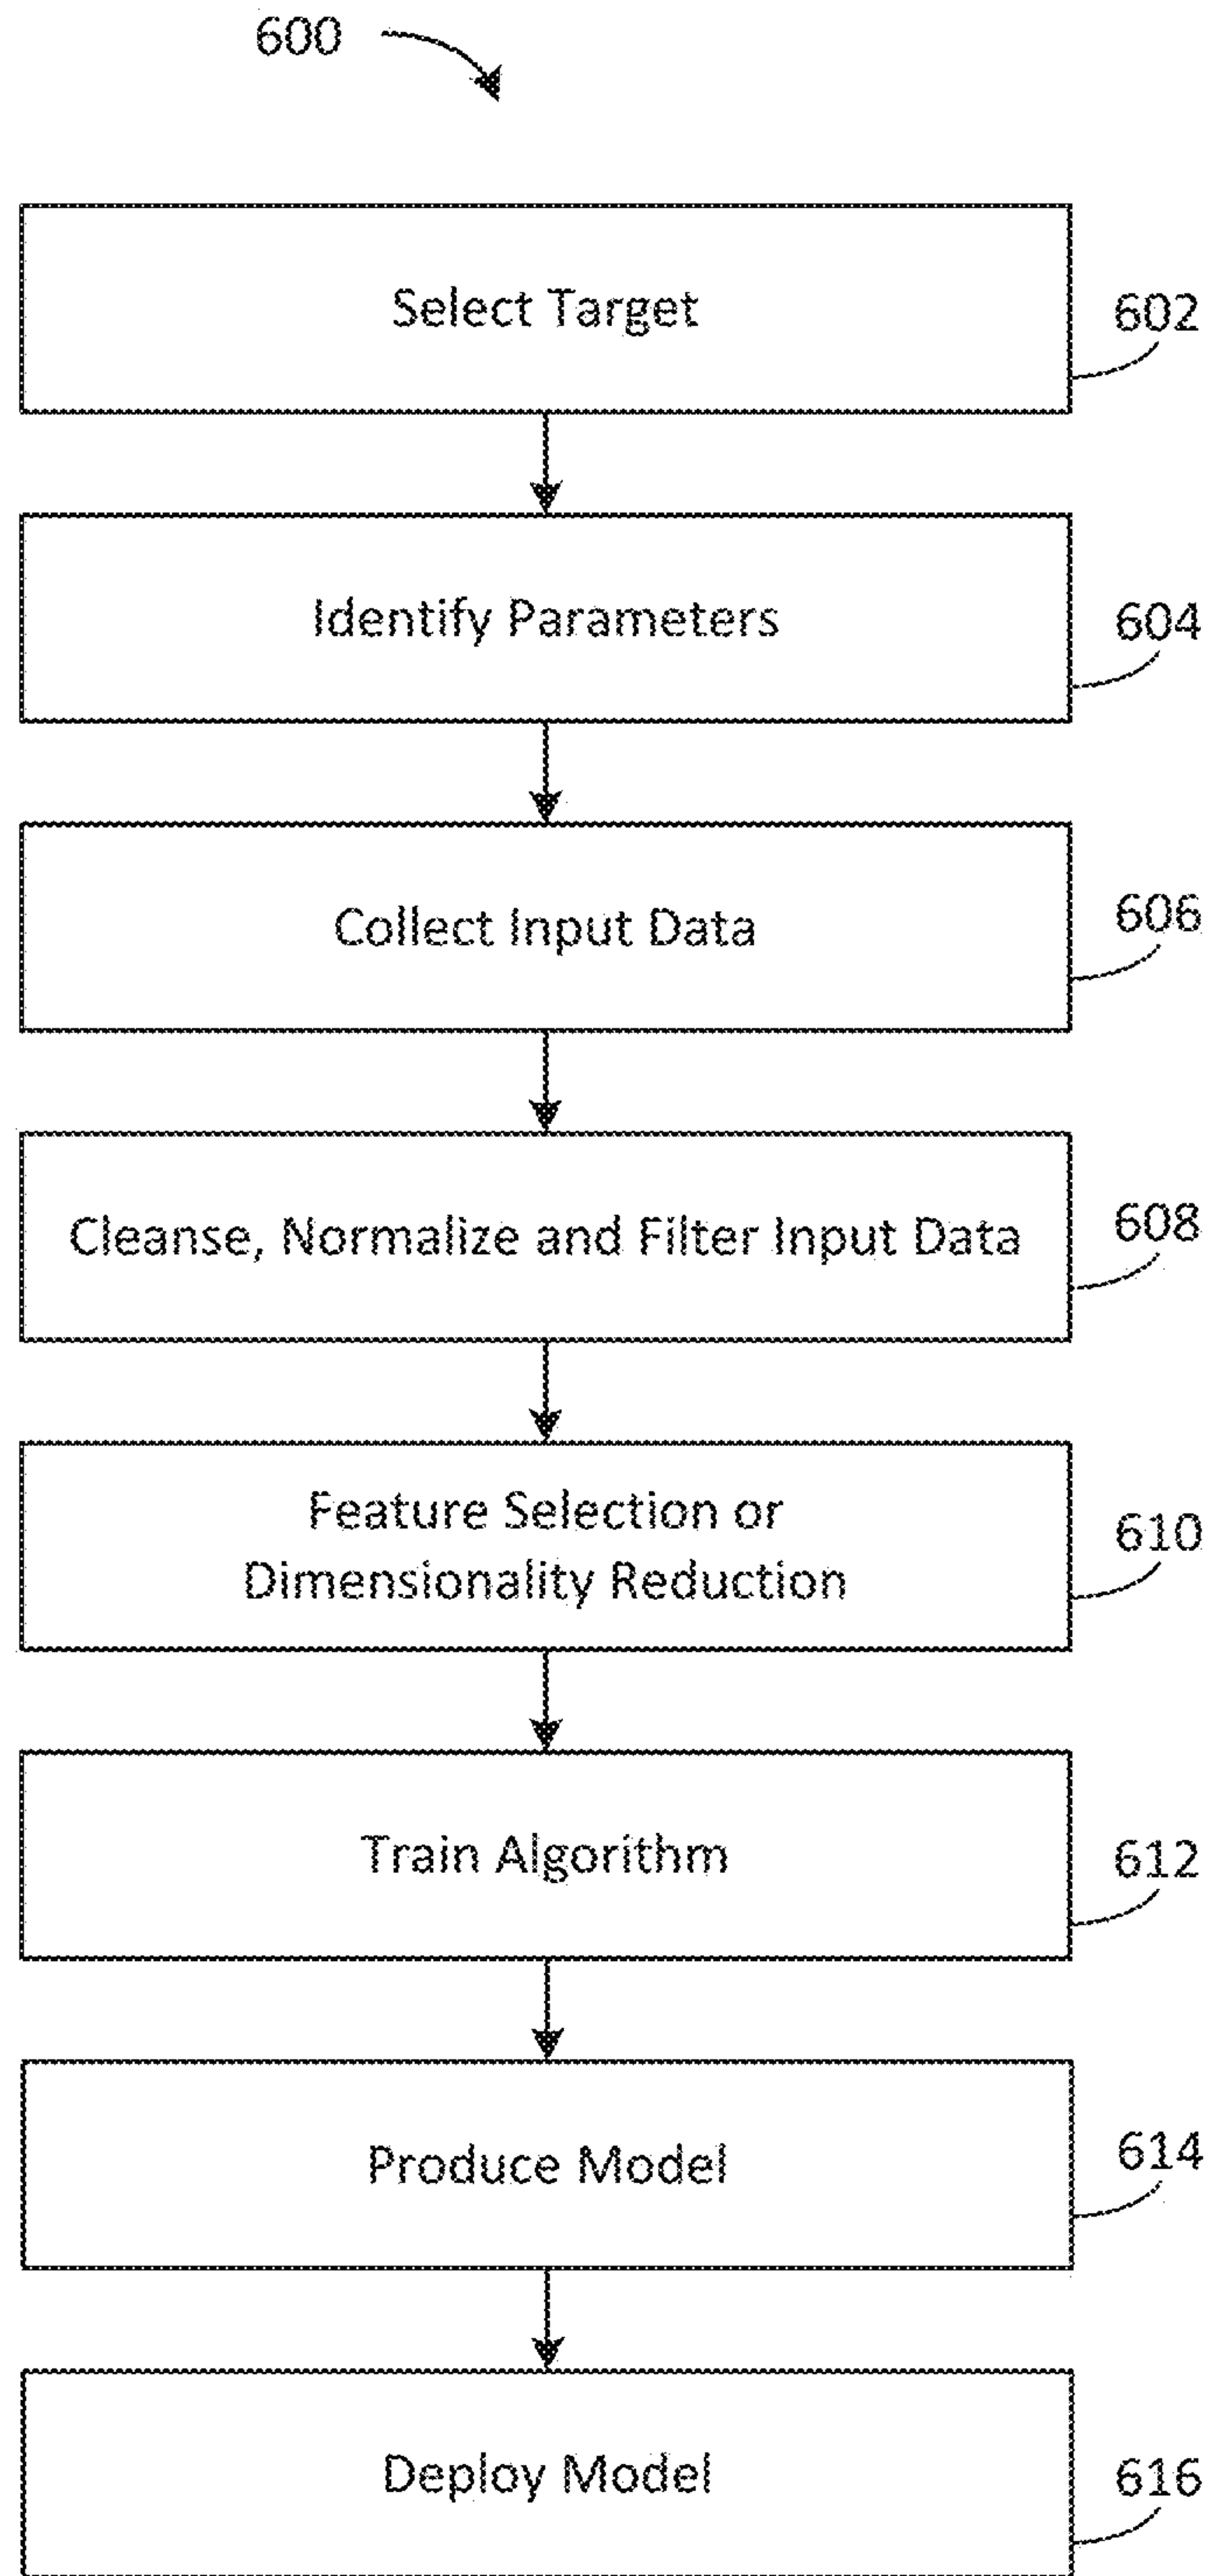 600
Select Target
602
Identify Parameters
604
Collect Input Data
606
Cleanse, Normalize and Filter Input Data
608
Feature Selection or
Dimensionality Reduction
610
Train Algorithm
612
Produce Model
614
Deploy Model
616